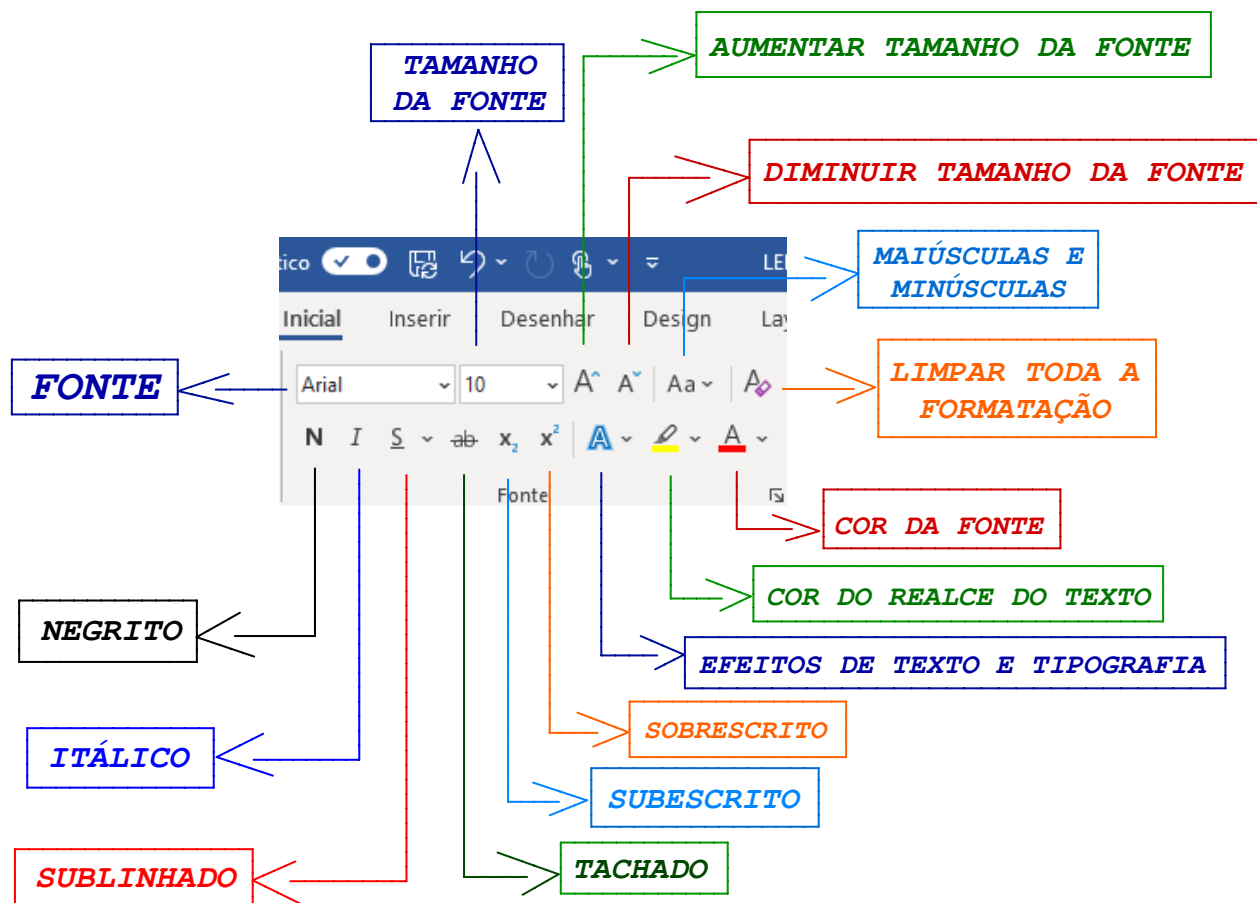 AUMENTAR TAMANHO DA FONTE
TAMANHO
DA FONTE
DIMINUIR TAMANHO DA FONTE
MAIÚSCULAS E
MINÚSCULAS
tico
LEI
Inicial Inserir Desenhar Design Lay
FONTE
Arial 10 A A Aa A
LIMPAR TODA A
FORMATAÇÃO
N I S ab x₂ x² A A
Fonte
COR DA FONTE
COR DO REALCE DO TEXTO
NEGRITO
EFEITOS DE TEXTO E TIPOGRAFIA
SOBRESCRITO
ITÁLICO
SUBESCRITO
TACHADO
SUBLINHADO